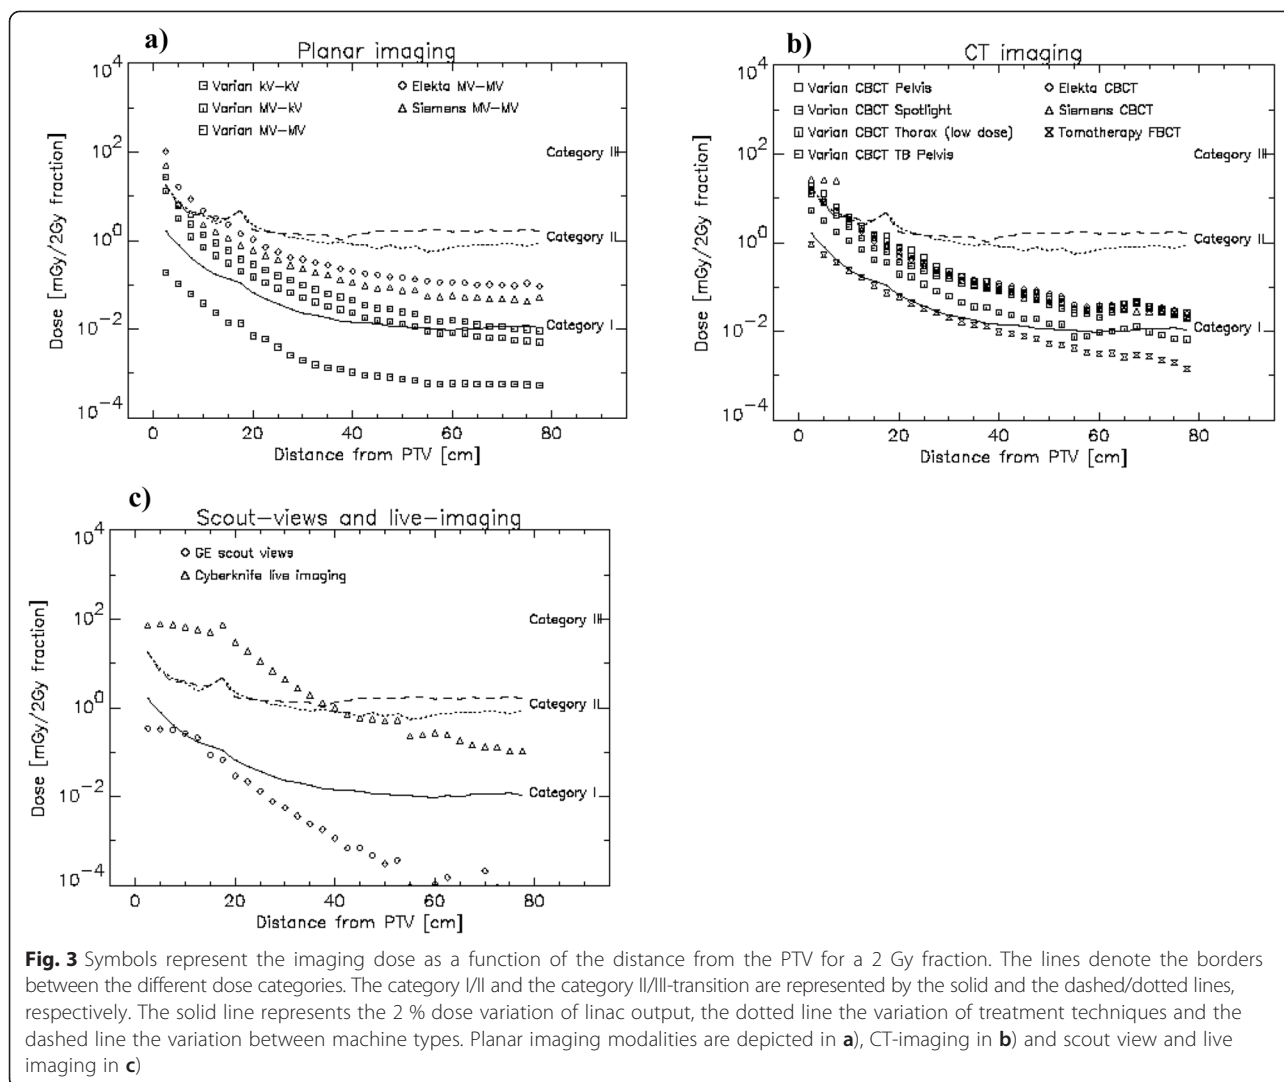 a)
Planar imaging
Dose [mGy/2Gy fraction]
10^4
10^2
10^0
10^-2
10^-4
Varian kV-kV
Varian MV-kV
Varian MV-MV
Elekta MV-MV
Siemens MV-MV
Category III
Category II
Category I
0 20 40 60 80
Distance from PTV [cm]
b)
CT imaging
Dose [mGy/2Gy fraction]
10^4
10^2
10^0
10^-2
10^-4
Varian CBCT Pelvis
Varian CBCT Spotlight
Varian CBCT Thorax (low dose)
Varian CBCT TB Pelvis
Elekta CBCT
Siemens CBCT
Tomotherapy FBCT
Category III
Category II
Category I
0 20 40 60 80
Distance from PTV [cm]
c)
Scout-views and live-imaging
Dose [mGy/2Gy fraction]
10^4
10^2
10^0
10^-2
10^-4
GE scout views
Cyberknife live imaging
Category III
Category II
Category I
0 20 40 60 80
Distance from PTV [cm]
Fig. 3 Symbols represent the imaging dose as a function of the distance from the PTV for a 2 Gy fraction. The lines denote the borders
between the different dose categories. The category I/II and the category II/III-transition are represented by the solid and the dashed/dotted lines,
respectively. The solid line represents the 2 % dose variation of linac output, the dotted line the variation of treatment techniques and the
dashed line the variation between machine types. Planar imaging modalities are depicted in a), CT-imaging in b) and scout view and live
imaging in c)